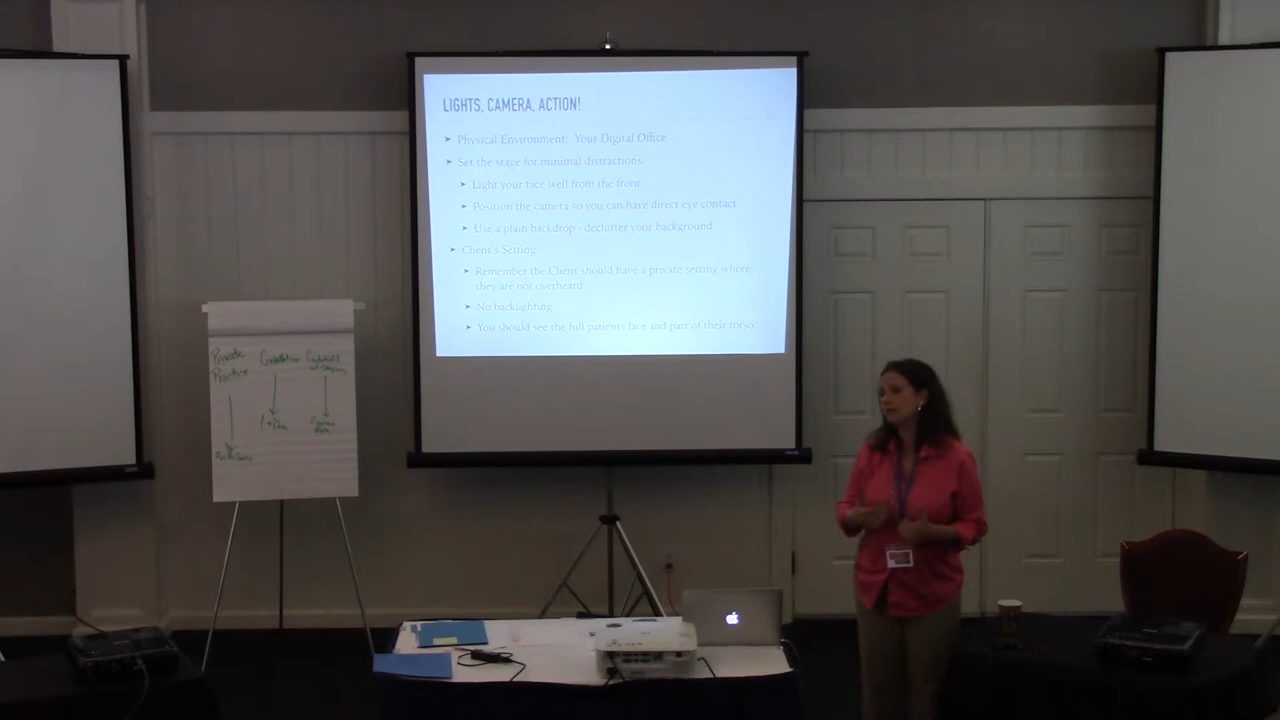 LIGHTS, CAMERA, ACTION!
➤ Physical Environment: Your Digital Office
➤ Set the stage for minimal distractions:
➤ Light your face well from the front
➤ Position the camera so you can have direct eye contact
➤ Use a plain backdrop - declutter your background
➤ Client's Setting:
➤ Remember the Client should have a private setting where
they are not overheard
➤ No backlighting
➤ You should see the full patients face and part of their torso
Private
Practice